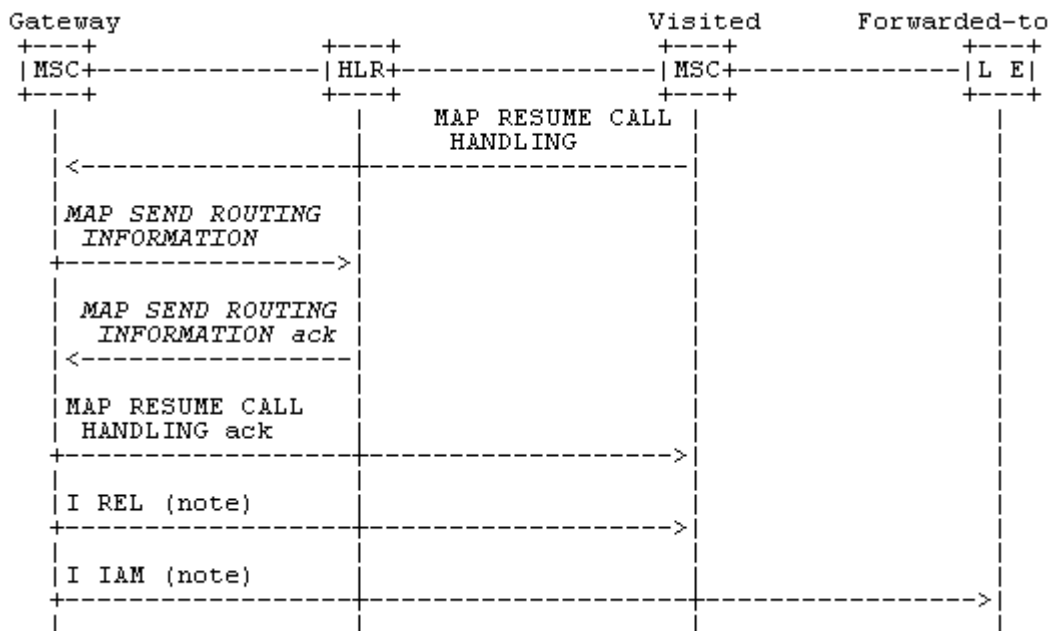 Gateway Visited Forwarded-to
MSC HLR MSC L E
MAP RESUME CALL
HANDLING
MAP SEND ROUTING
INFORMATION
MAP SEND ROUTING
INFORMATION ack
MAP RESUME CALL
HANDLING ack
I REL (note)
I IAM (note)